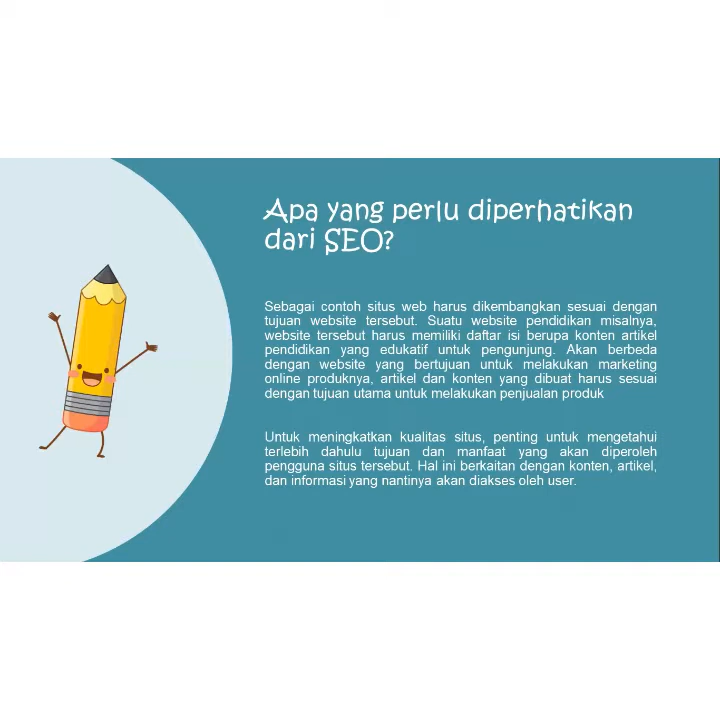 Apa yang perlu diperhatikan
dari SEO?
Sebagai contoh situs web harus dikembangkan sesuai dengan
tujuan website tersebut. Suatu website pendidikan misalnya,
website tersebut harus memiliki daftar isi berupa konten artikel
pendidikan yang edukatif untuk pengunjung. Akan berbeda
dengan website yang bertujuan untuk melakukan marketing
online produknya, artikel dan konten yang dibuat harus sesuai
dengan tujuan utama untuk melakukan penjualan produk
Untuk meningkatkan kualitas situs, penting untuk mengetahui
terlebih dahulu tujuan dan manfaat yang akan diperoleh
pengguna situs tersebut. Hal ini berkaitan dengan konten, artikel,
dan informasi yang nantinya akan diakses oleh user.